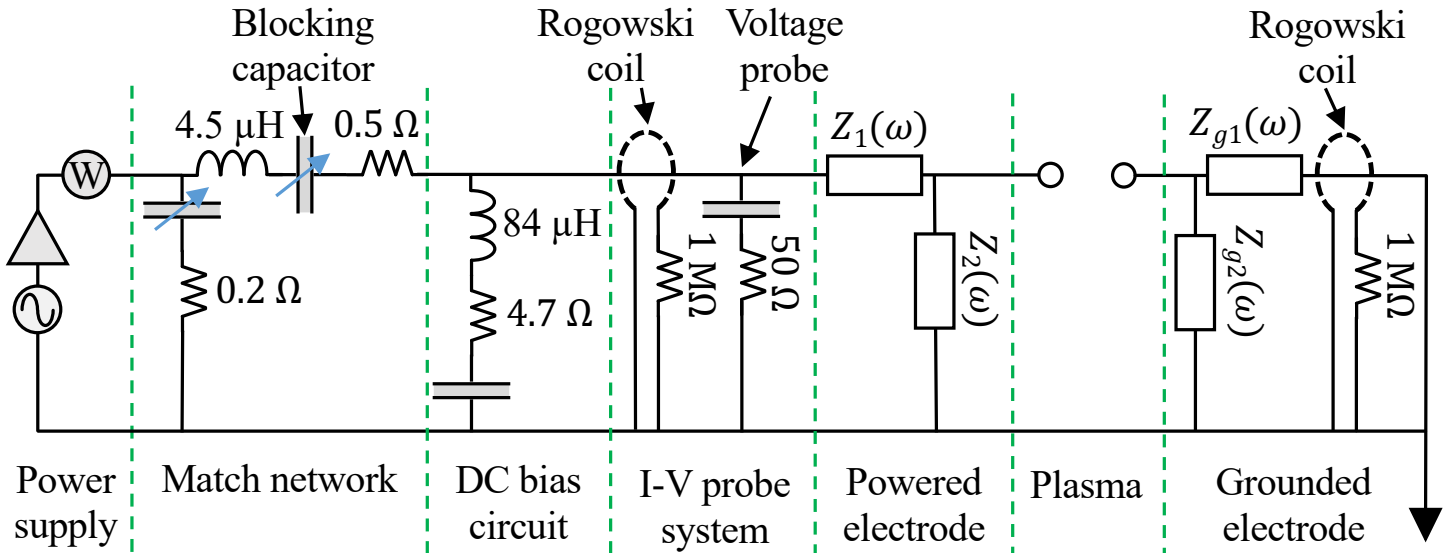 Blocking
capacitor
Rogowski
coil
Voltage
probe
Rogowski
coil
4.5 μH
0.5 Ω
Z₁(ω)
Z_g1(ω)
W
84 μH
1 MΩ
50 Ω
Z₂(ω)
Z_g2(ω)
1 MΩ
0.2 Ω
4.7 Ω
Power
supply
Match network
DC bias
circuit
I-V probe
system
Powered
electrode
Plasma
Grounded
electrode